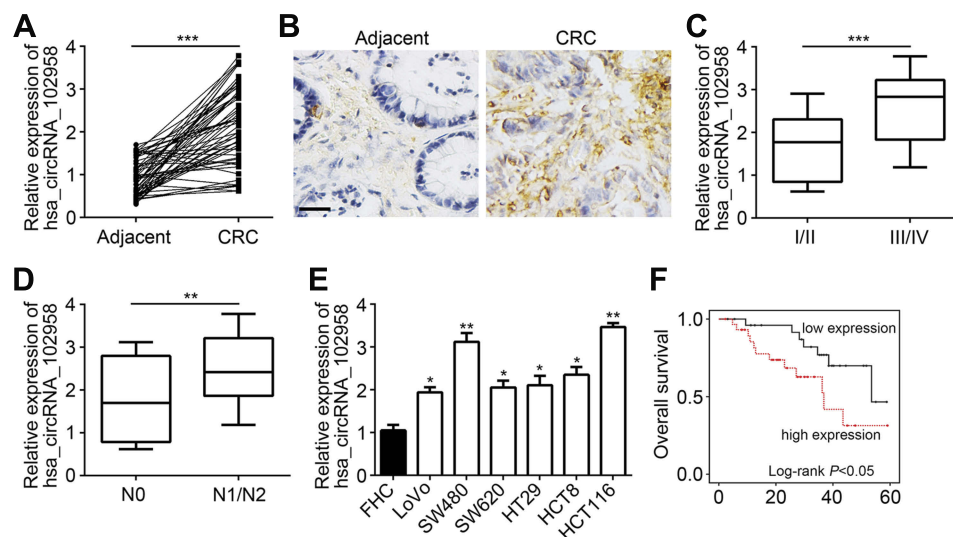 A
Relative expression of
hsa_circRNA_102958
4
3
2
1
0
***
Adjacent
CRC
B
Adjacent
CRC
C
Relative expression of
hsa_circRNA_102958
4
3
2
1
0
***
I/II
III/IV
D
Relative expression of
hsa_circRNA_102958
4
3
2
1
0
**
N0
N1/N2
E
Relative expression of
hsa_circRNA_102958
4
3
2
1
0
*
**
*
*
*
**
FHC
LoVo
SW480
SW620
HT29
HCT8
HCT116
F
Overall survival
1.0
0.5
0.0
low expression
high expression
Log-rank P<0.05
0
20
40
60